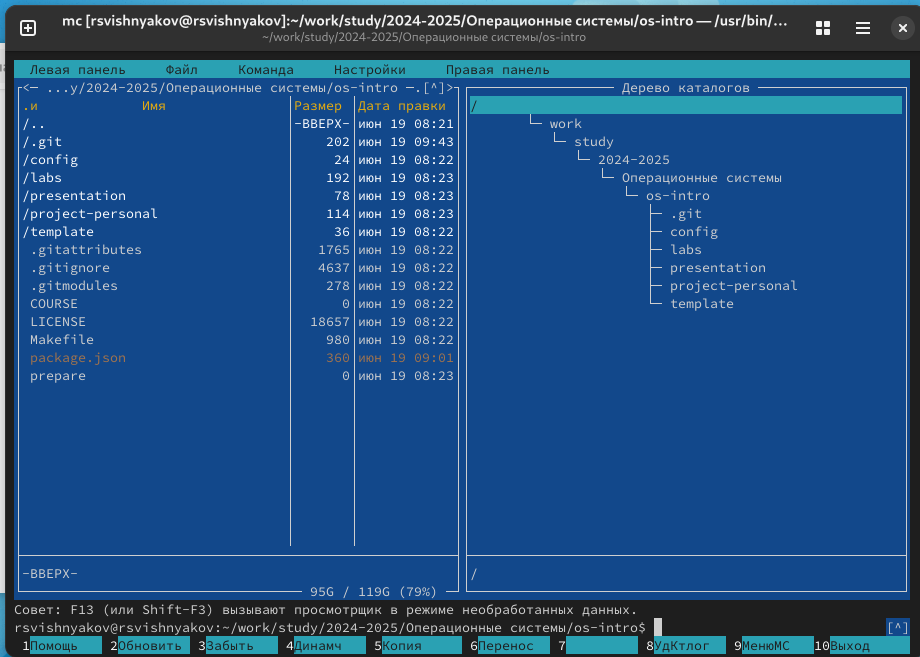 mc [rsvishnyakov@rsvishnyakov]:~/work/study/2024-2025/Операционные системы/os-intro — /usr/bin/...
~/work/study/2024-2025/Операционные системы/os-intro
Левая панель Файл Команда Настройки Правая панель
<— ...y/2024-2025/Операционные системы/os-intro —.[^]>
.и Имя Размер Дата правки
/.. -ВВЕРХ- июн 19 08:21
/.git 202 июн 19 09:43
/config 24 июн 19 08:22
/labs 192 июн 19 08:23
/presentation 78 июн 19 08:23
/project-personal 114 июн 19 08:23
/template 36 июн 19 08:22
.gitattributes 1765 июн 19 08:22
.gitignore 4637 июн 19 08:22
.gitmodules 278 июн 19 08:22
COURSE 0 июн 19 08:22
LICENSE 18657 июн 19 08:22
Makefile 980 июн 19 08:22
package.json 360 июн 19 09:01
prepare 0 июн 19 08:23
-ВВЕРХ-
95G / 119G (79%)
Дерево каталогов
/
work
study
2024-2025
Операционные системы
os-intro
.git
config
labs
presentation
project-personal
template
/
Совет: F13 (или Shift-F3) вызывают просмотрщик в режиме необработанных данных.
rsvishnyakov@rsvishnyakov:~/work/study/2024-2025/Операционные системы/os-intro$ [^]
1Помощь 2Обновить 3Забыть 4Динамч 5Копия 6Перенос 7 8УдКтлог 9МенюMC 10Выход